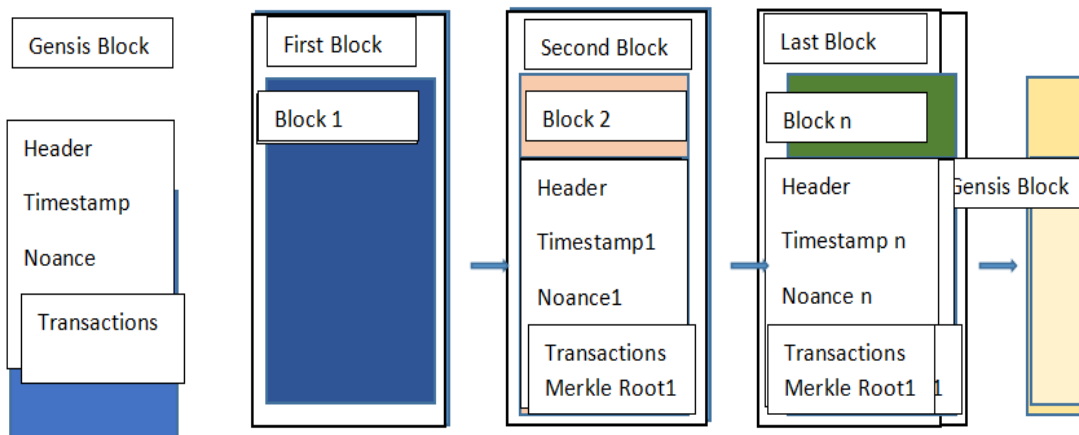 Gensis Block
Header
Timestamp
Noance
Transactions
First Block
Block 1
Second Block
Block 2
Header
Timestamp1
Noance1
Transactions
Merkle Root1
Last Block
Block n
Header
Timestamp n
Noance n
Transactions
Merkle Root1
1
Gensis Block